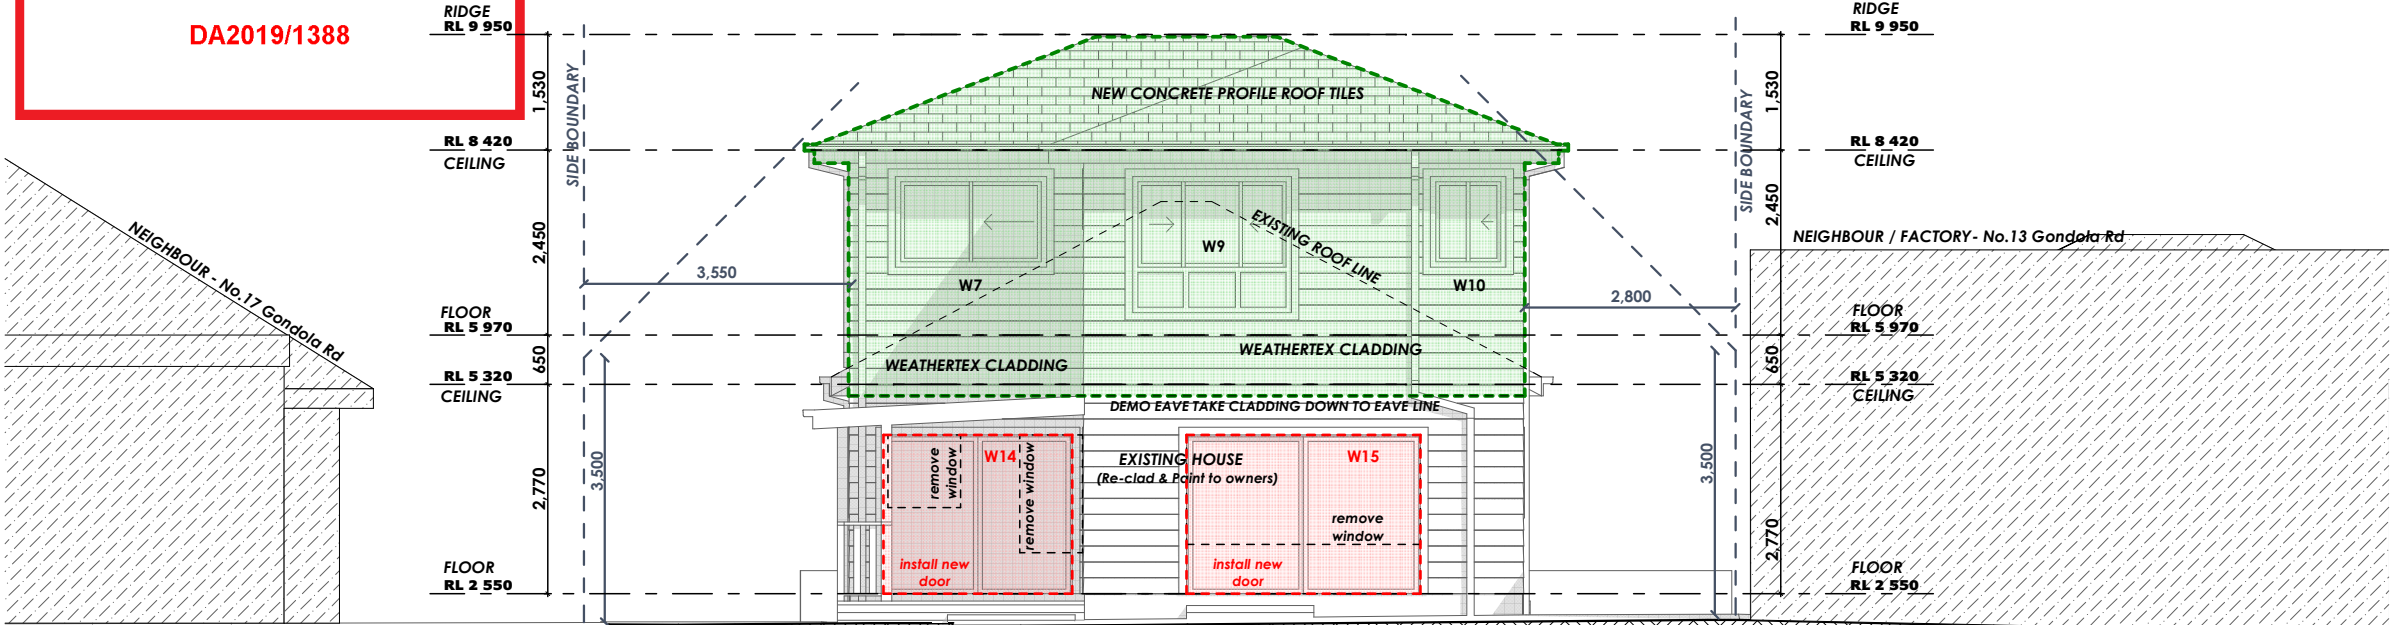 DA2019/1388
RIDGE
RL 9 950
RIDGE
RL 9 950
SIDE BOUNDARY
1,530
NEW CONCRETE PROFILE ROOF TILES
SIDE BOUNDARY
1,530
RL 8 420
CEILING
RL 8 420
CEILING
NEIGHBOUR - No.17 Gondola Rd
2,450
3,550
W7
W9
EXISTING ROOF LINE
W10
2,800
2,450
NEIGHBOUR / FACTORY - No.13 Gondola Rd
FLOOR
RL 5 970
FLOOR
RL 5 970
650
WEATHERTEX CLADDING
WEATHERTEX CLADDING
650
RL 5 320
CEILING
RL 5 320
CEILING
DEMO EAVE TAKE CLADDING DOWN TO EAVE LINE
2,770
3,500
remove
window
W14
remove window
EXISTING HOUSE
(Re-clad & Paint to owners)
W15
remove
window
3,500
2,770
install new
door
install new
door
FLOOR
RL 2 550
FLOOR
RL 2 550